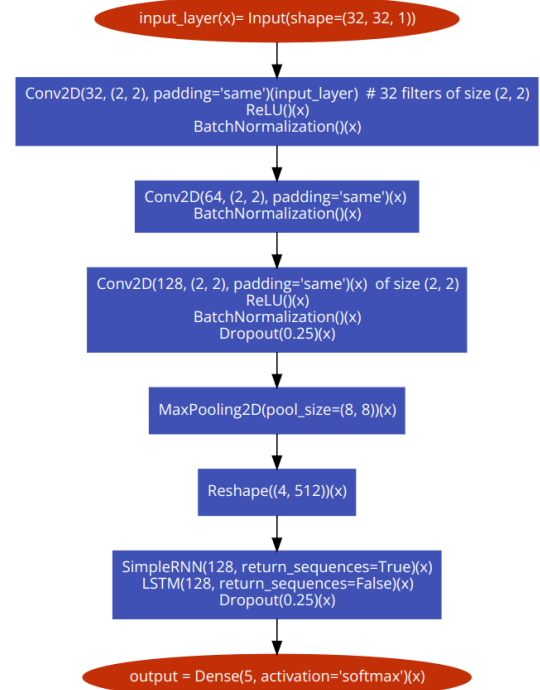 input_layer(x)= Input(shape=(32, 32, 1))
Conv2D(32, (2, 2), padding='same')(input_layer)  # 32 filters of size (2, 2)
ReLU()(x)
BatchNormalization()(x)
Conv2D(64, (2, 2), padding='same')(x)
BatchNormalization()(x)
Conv2D(128, (2, 2), padding='same')(x)  of size (2, 2)
ReLU()(x)
BatchNormalization()(x)
Dropout(0.25)(x)
MaxPooling2D(pool_size=(8, 8))(x)
Reshape((4, 512))(x)
SimpleRNN(128, return_sequences=True)(x)
LSTM(128, return_sequences=False)(x)
Dropout(0.25)(x)
output = Dense(5, activation='softmax')(x)